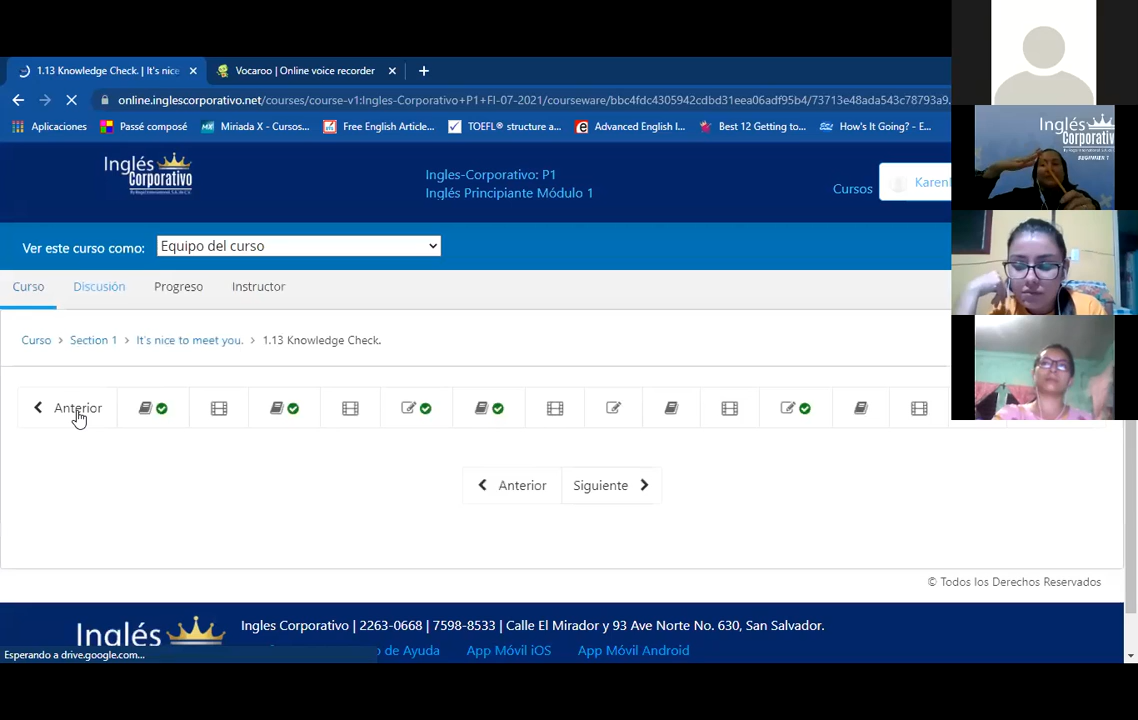 1.13 Knowledge Check. | It's nice
Vocaroo | Online voice recorder
online.inglescorporativo.net/courses/course-v1:Ingles-Corporativo+P1+FI-07-2021/courseware/bbc4fdc4305942cdbd31eea06adf95b4/73713e48ada543c78793a9...
Aplicaciones
Passé composé
Miriada X - Cursos...
Free English Article...
TOEFL® structure a...
Advanced English I...
Best 12 Getting to...
How's It Going? - E...
Inglés
Corporativo
Ingles-Corporativo: P1
Inglés Principiante Módulo 1
Cursos
Karen
Inglés
Corporativo
BEGINNER 1
Ver este curso como:
Equipo del curso
Curso
Discusión
Progreso
Instructor
Curso > Section 1 > It's nice to meet you. > 1.13 Knowledge Check.
Anterior
Anterior
Siguiente
© Todos los Derechos Reservados
Inglés
Ingles Corporativo | 2263-0668 | 7598-8533 | Calle El Mirador y 93 Ave Norte No. 630, San Salvador.
o de Ayuda
App Móvil iOS
App Móvil Android
Esperando a drive.google.com...